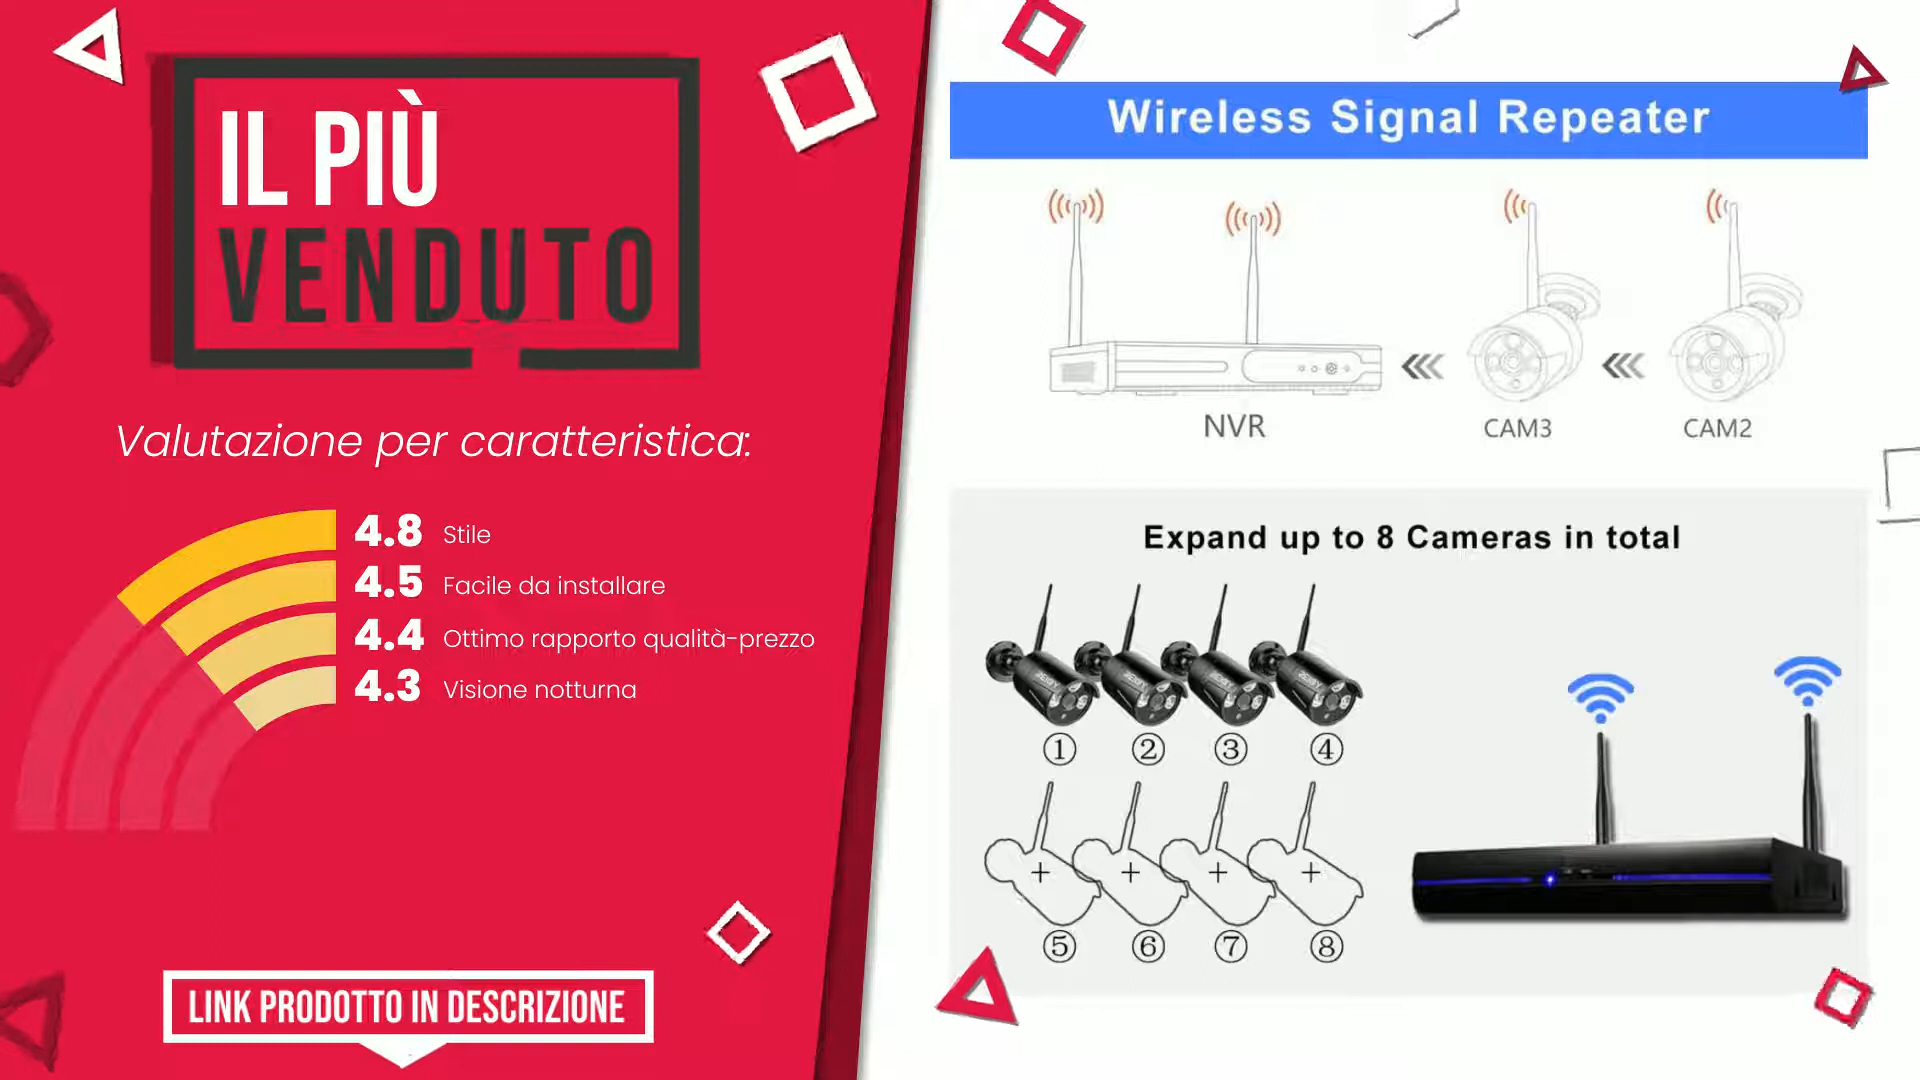 IL PIÙ
VENDUTO
Valutazione per caratteristica:
4.8 Stile
4.5 Facile da installare
4.4 Ottimo rapporto qualità-prezzo
4.3 Visione notturna
LINK PRODOTTO IN DESCRIZIONE
Wireless Signal Repeater
NVR
CAM3
CAM2
Expand up to 8 Cameras in total
① ② ③ ④
⑤ ⑥ ⑦ ⑧